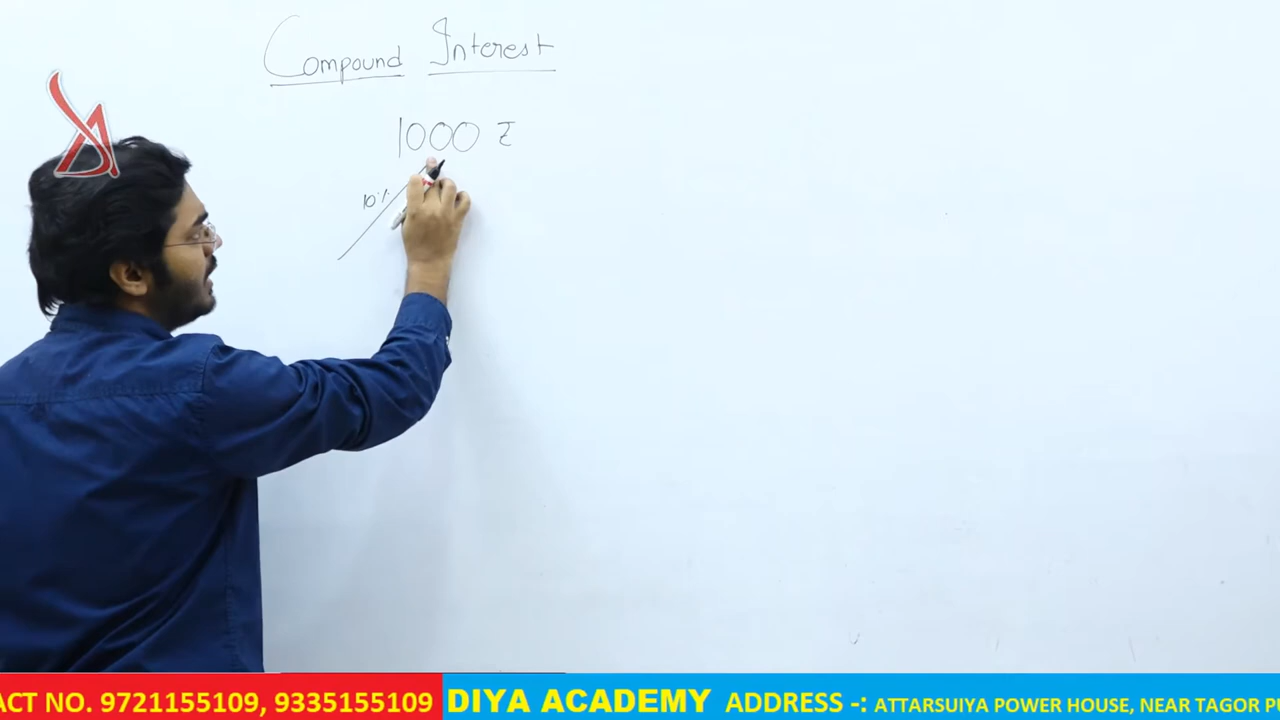 Compound Interest
1000 ₹
10%
ACT NO. 9721155109, 9335155109 DIYA ACADEMY ADDRESS -: ATTARSUIYA POWER HOUSE, NEAR TAGOR P